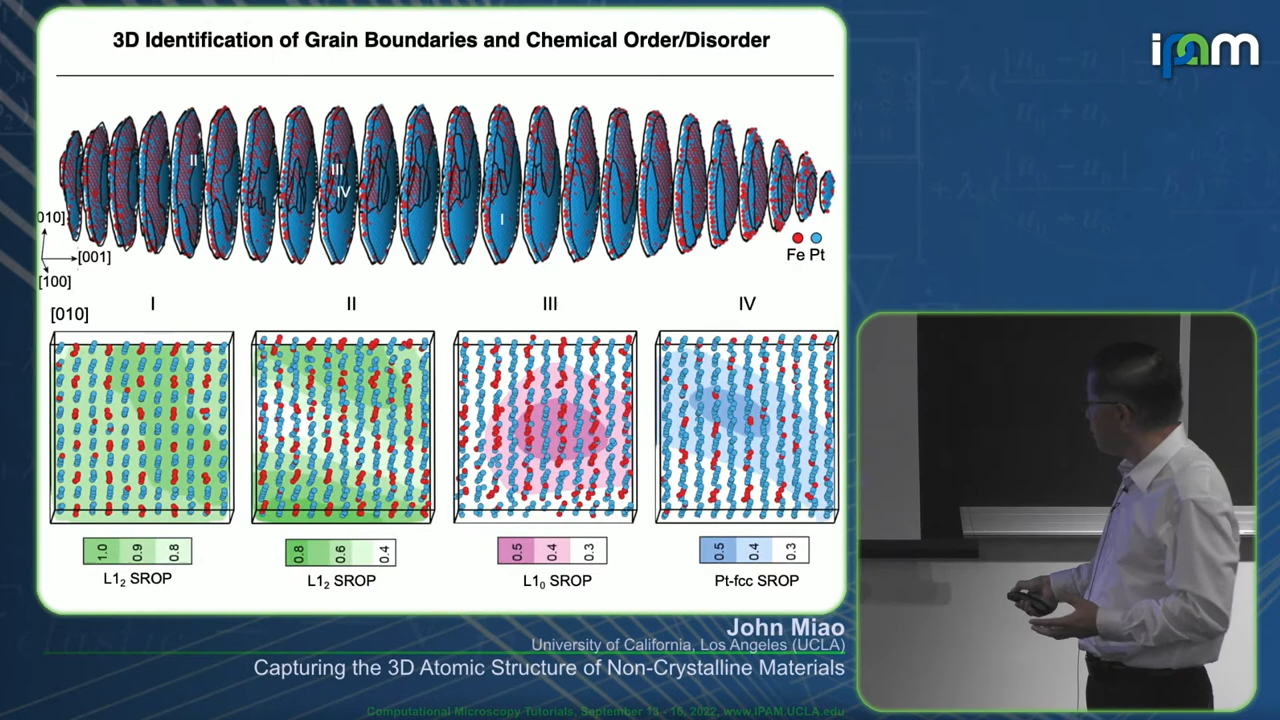 3D Identification of Grain Boundaries and Chemical Order/Disorder
ipam
II
III
IV
I
010]
[001]
[100]
Fe Pt
[010]
I II III IV
1.0 0.9 0.8
0.8 0.6 0.4
0.5 0.4 0.3
0.5 0.4 0.3
L1₂ SROP
L1₂ SROP
L1₀ SROP
Pt-fcc SROP
John Miao
University of California, Los Angeles (UCLA)
Capturing the 3D Atomic Structure of Non-Crystalline Materials
Computational Microscopy Tutorials, September 13 - 16, 2022, www.IPAM.UCLA.edu